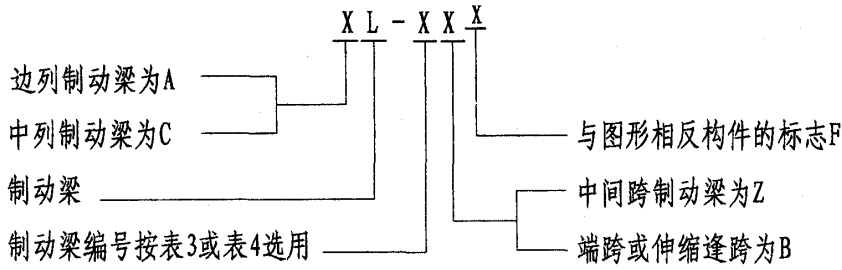 XL-XXX
边列制动梁为A
中列制动梁为C
与图形相反构件的标志F
制动梁
中间跨制动梁为Z
制动梁编号按表3或表4选用
端跨或伸缩逢跨为B